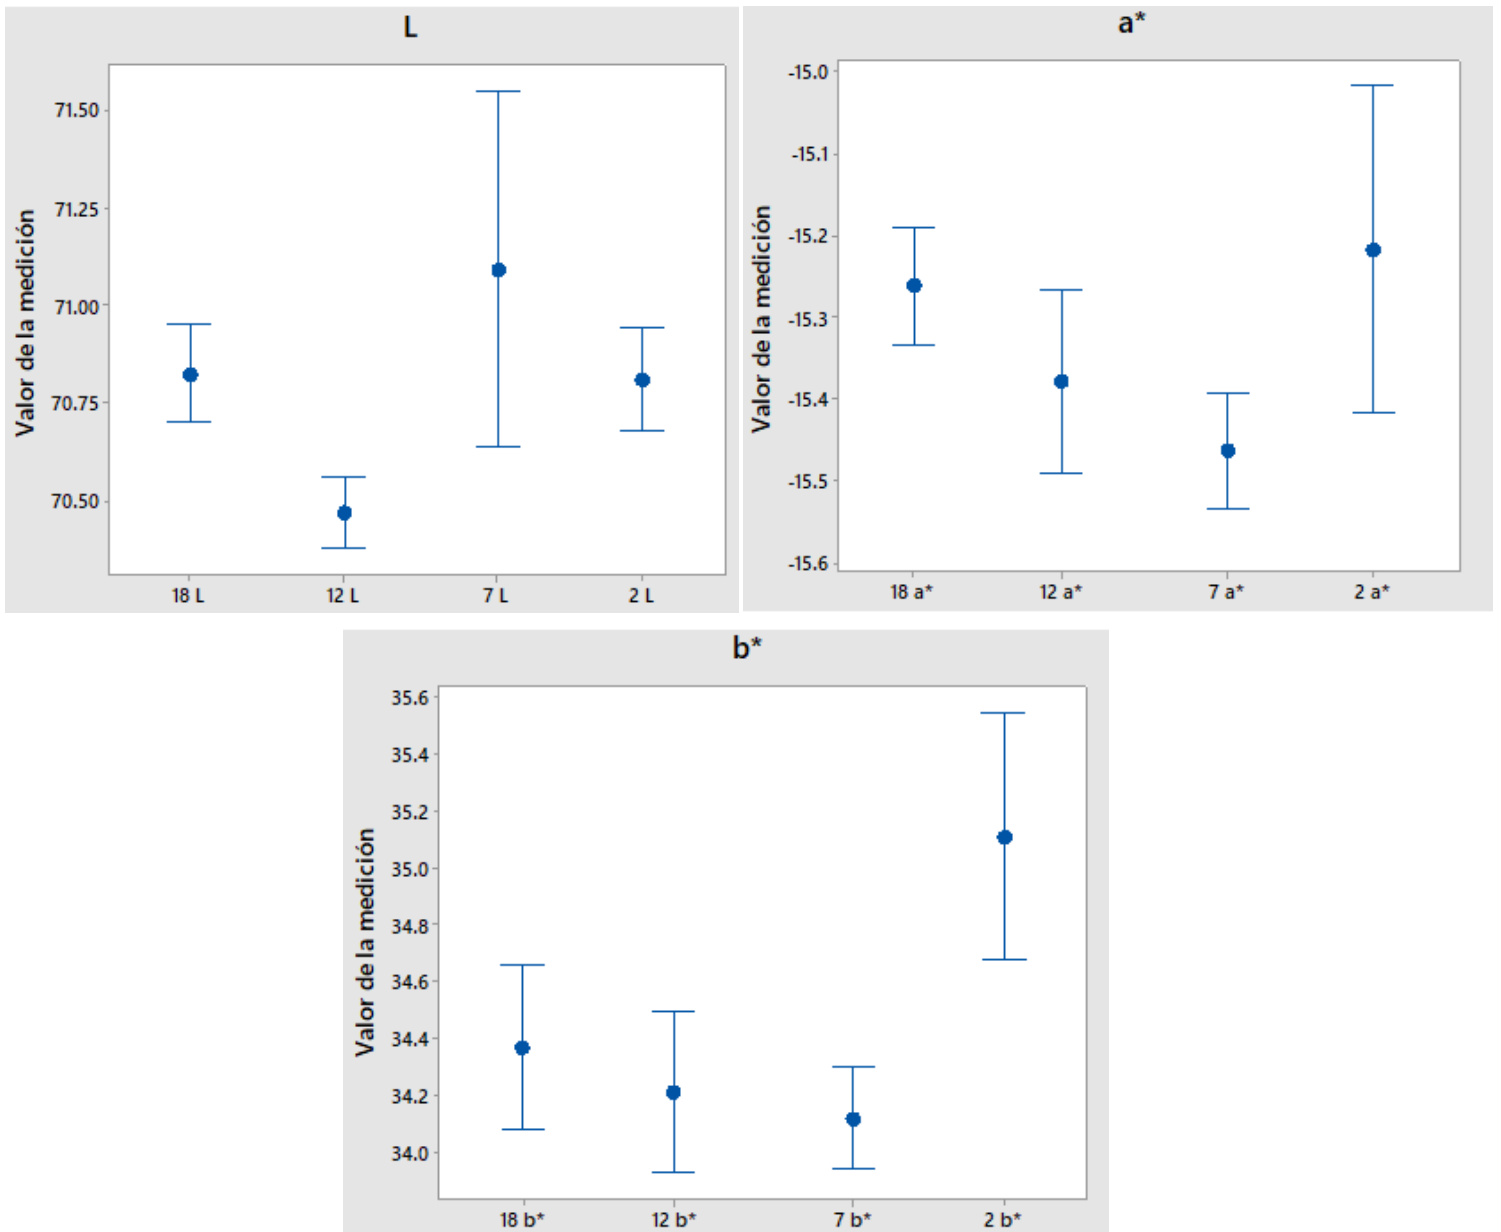 L
Valor de la medición
71.50
71.25
71.00
70.75
70.50
18 L
12 L
7 L
2 L
a*
Valor de la medición
-15.0
-15.1
-15.2
-15.3
-15.4
-15.5
-15.6
18 a*
12 a*
7 a*
2 a*
b*
Valor de la medición
35.6
35.4
35.2
35.0
34.8
34.6
34.4
34.2
34.0
18 b*
12 b*
7 b*
2 b*